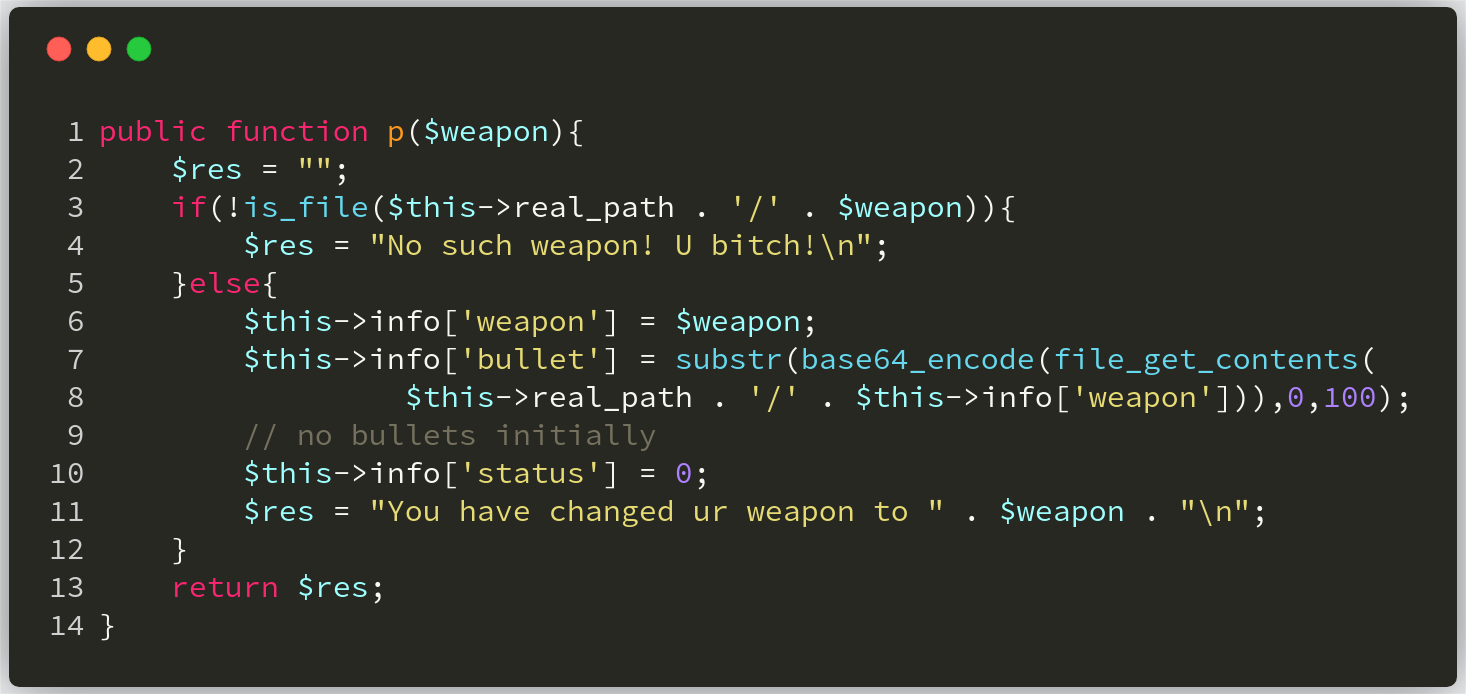 1 public function p($weapon){
2     $res = "";
3     if(!is_file($this->real_path . '/' . $weapon)){
4         $res = "No such weapon! U bitch!\n";
5     }else{
6         $this->info['weapon'] = $weapon;
7         $this->info['bullet'] = substr(base64_encode(file_get_contents(
8                  $this->real_path . '/' . $this->info['weapon'])),0,100);
9         // no bullets initially
10         $this->info['status'] = 0;
11         $res = "You have changed ur weapon to " . $weapon . "\n";
12     }
13     return $res;
14 }